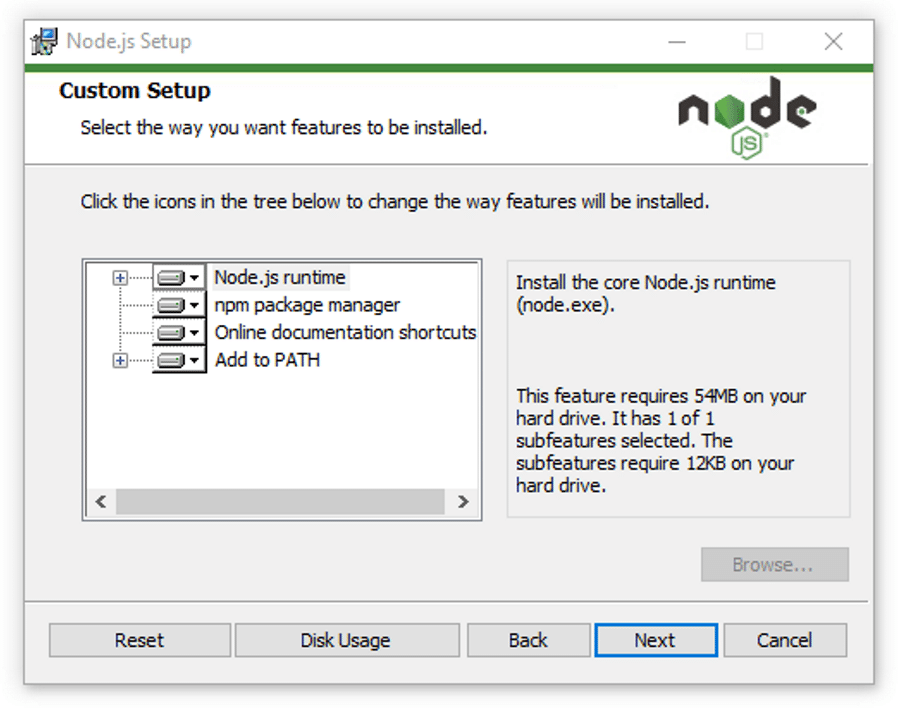 Node.js Setup
Custom Setup
Select the way you want features to be installed.
node
JS
Click the icons in the tree below to change the way features will be installed.
Node.js runtime
npm package manager
Online documentation shortcuts
Add to PATH
Install the core Node.js runtime
(node.exe).
This feature requires 54MB on your
hard drive. It has 1 of 1
subfeatures selected. The
subfeatures require 12KB on your
hard drive.
Browse...
Reset
Disk Usage
Back
Next
Cancel